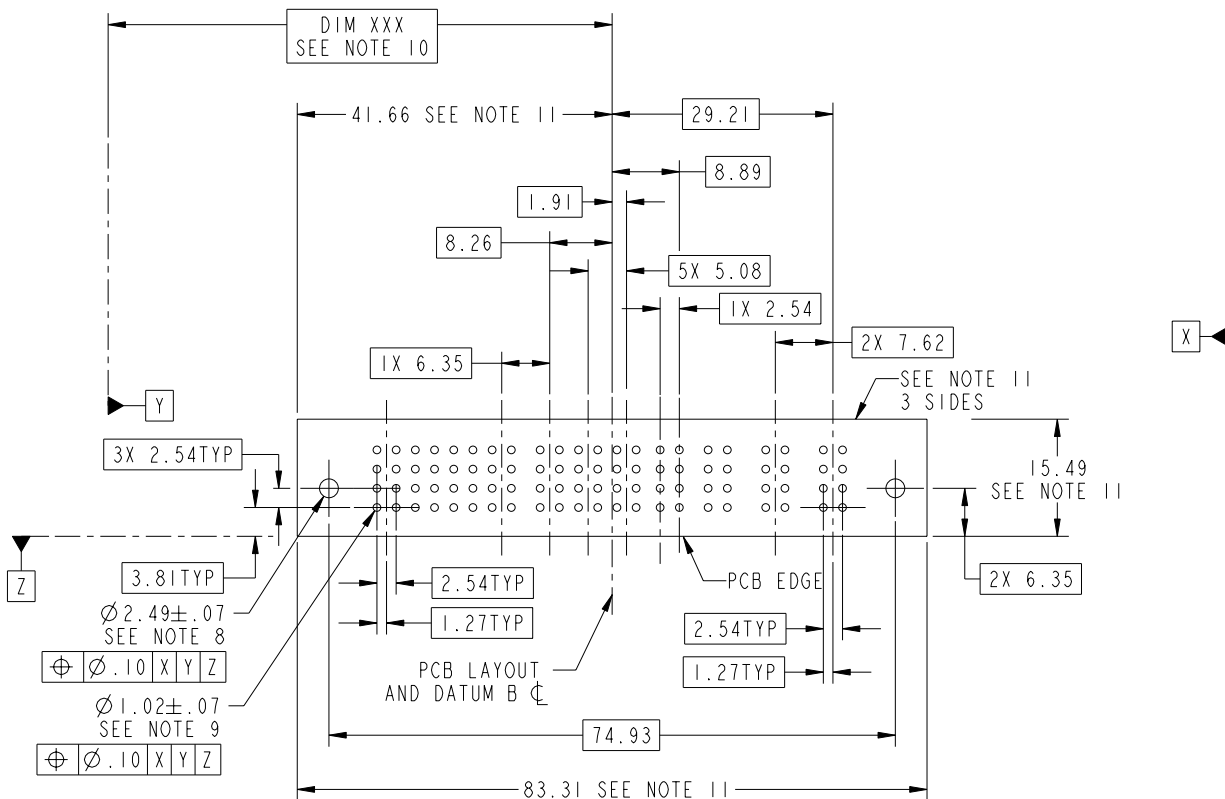 DIM XXX
SEE NOTE 10
41.66 SEE NOTE 11
29.21
8.89
1.91
8.26
5X 5.08
1X 2.54
X
1X 6.35
2X 7.62
SEE NOTE 11
3 SIDES
Y
3X 2.54TYP
15.49
SEE NOTE 11
Z
3.81TYP
2.54TYP
PCB EDGE
2X 6.35
Ø2.49±.07
SEE NOTE 8
1.27TYP
2.54TYP
⌖ Ø.10 X Y Z
PCB LAYOUT
AND DATUM B ℄
1.27TYP
Ø1.02±.07
SEE NOTE 9
74.93
⌖ Ø.10 X Y Z
83.31 SEE NOTE 11